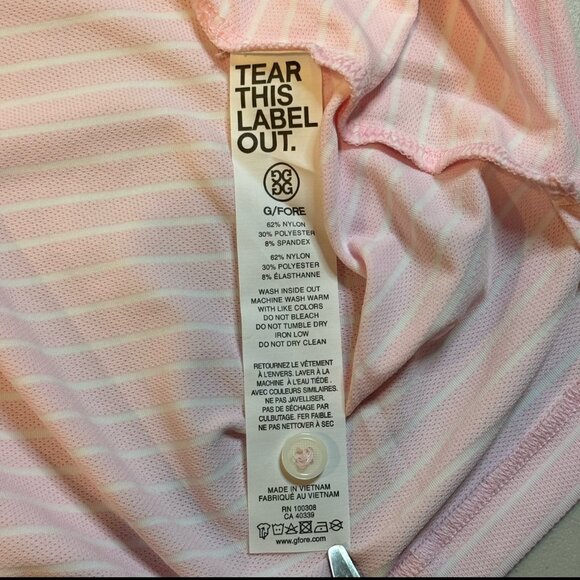 TEAR
THIS
LABEL
OUT.
G/FORE
62% NYLON
30% POLYESTER
8% SPANDEX
62% NYLON
30% POLYESTER
8% ÉLASTHANNE
WASH INSIDE OUT
MACHINE WASH WARM
WITH LIKE COLORS
DO NOT BLEACH
DO NOT TUMBLE DRY
IRON LOW
DO NOT DRY CLEAN
RETOURNEZ LE VÊTEMENT
À L'ENVERS. LAVER À LA
MACHINE À L'EAU TIÈDE .
AVEC COULEURS SIMILAIRES.
NE PAS JAVELLISER.
PAS DE SÉCHAGE PAR
CULBUTAGE. FER FAIBLE.
NE PAS NETTOVER À SEC
MADE IN VIETNAM
FABRIQUÉ AU VIETNAM
RN 100308
CA 40339
www.gfore.com